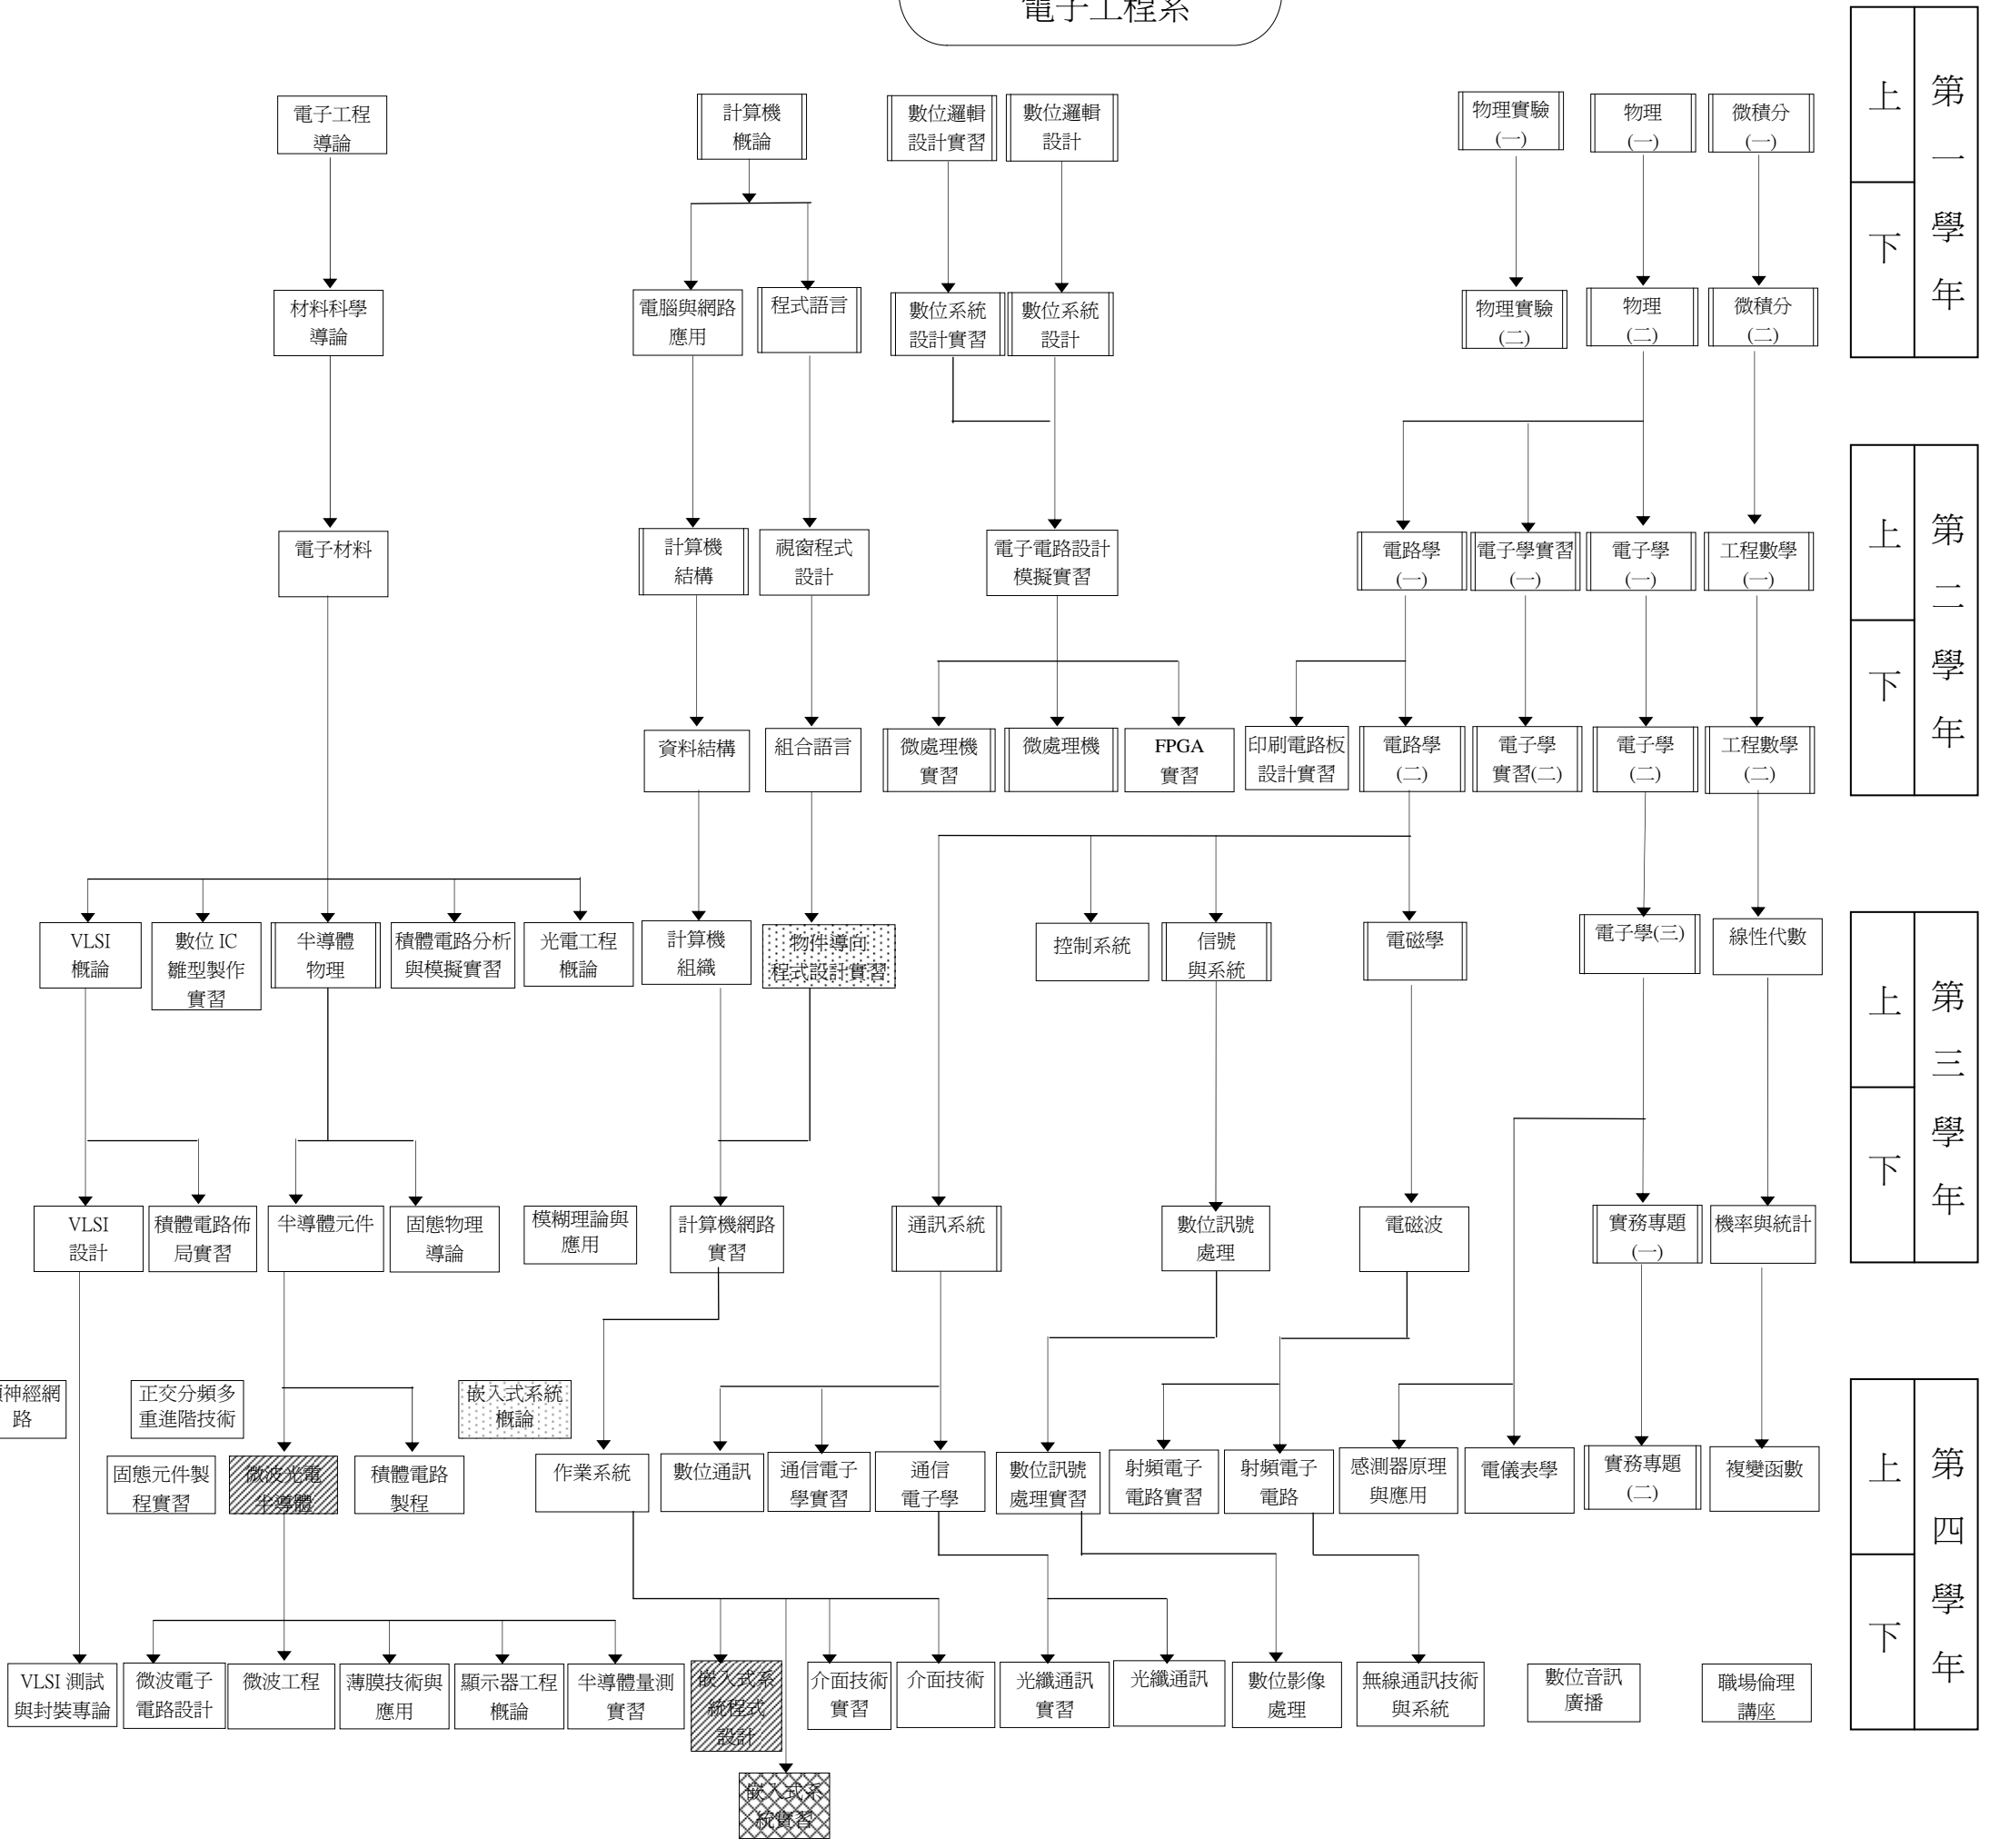 電子工程系
電子工程
導論
計算機
概論
數位邏輯
設計實習
數位邏輯
設計
物理實驗
(一)
物理
(一)
微積分
(一)
上
下
第
一
學
年
材料科學
導論
電腦與網路
應用
程式語言
數位系統
設計實習
數位系統
設計
物理實驗
(二)
物理
(二)
微積分
(二)
電子材料
計算機
結構
視窗程式
設計
電子電路設計
模擬實習
電路學
(一)
電子學實習
(一)
電子學
(一)
工程數學
(一)
上
下
第
二
學
年
資料結構
組合語言
微處理機
實習
微處理機
FPGA
實習
印刷電路板
設計實習
電路學
(二)
電子學
實習(二)
電子學
(二)
工程數學
(二)
VLSI
概論
數位 IC
雛型製作
實習
半導體
物理
積體電路分析
與模擬實習
光電工程
概論
計算機
組織
物件導向
程式設計實習
控制系統
信號
與系統
電磁學
電子學(三)
線性代數
上
下
第
三
學
年
VLSI
設計
積體電路佈
局實習
半導體元件
固態物理
導論
模糊理論與
應用
計算機網路
實習
通訊系統
數位訊號
處理
電磁波
實務專題
(一)
機率與統計
神經網
路
正交分頻多
重進階技術
嵌入式系統
概論
固態元件製
程實習
微波光電
半導體
積體電路
製程
作業系統
數位通訊
通信電子
學實習
通信
電子學
數位訊號
處理實習
射頻電子
電路實習
射頻電子
電路
感測器原理
與應用
電儀表學
實務專題
(二)
複變函數
上
下
第
四
學
年
VLSI 測試
與封裝專論
微波電子
電路設計
微波工程
薄膜技術與
應用
顯示器工程
概論
半導體量測
實習
嵌入式系
統程式
設計
介面技術
實習
介面技術
光纖通訊
實習
光纖通訊
數位影像
處理
無線通訊技術
與系統
數位音訊
廣播
職場倫理
講座
嵌入式系
統實習